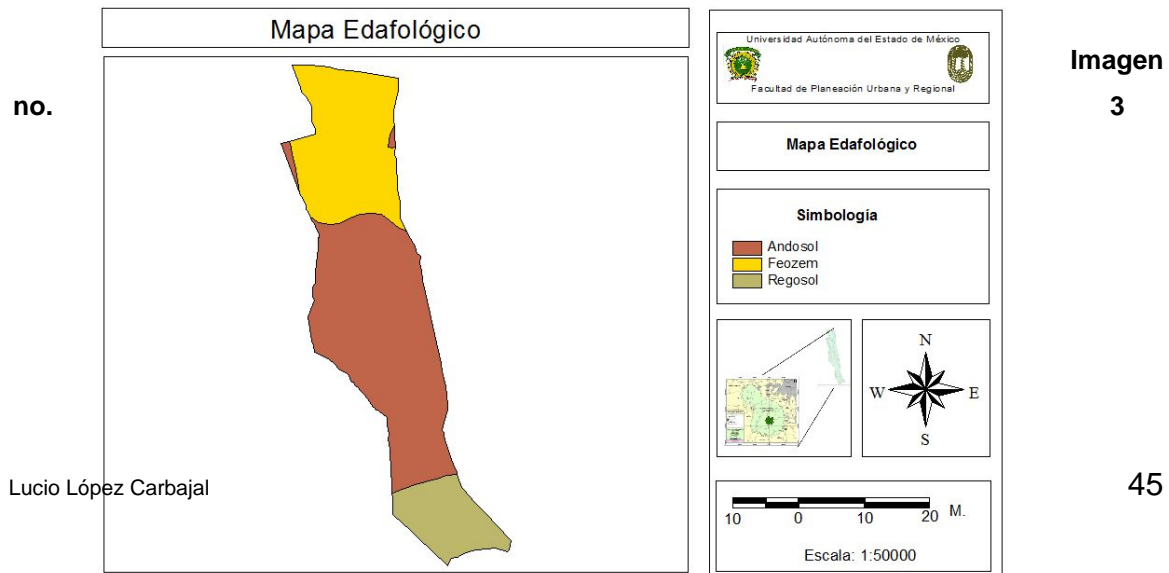 Mapa Edafológico
Universidad Autónoma del Estado de México
Facultad de Planeación Urbana y Regional
Imagen
no. 3
Mapa Edafológico
Simbología
Andosol
Feozem
Regosol
N
W E
S
Lucio López Carbajal
45
10 0 10 20 M.
Escala: 1:50000